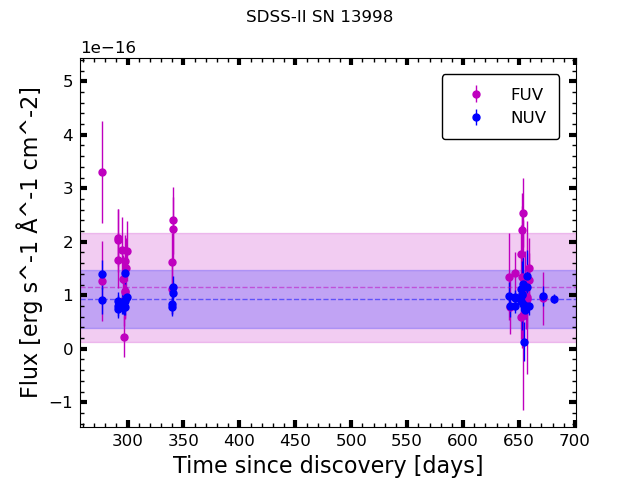 SDSS-II SN 13998
1e−16
FUV
NUV
5
4
3
2
1
0
−1
Flux [erg s^-1 Å^-1 cm^-2]
300 350 400 450 500 550 600 650 700
Time since discovery [days]